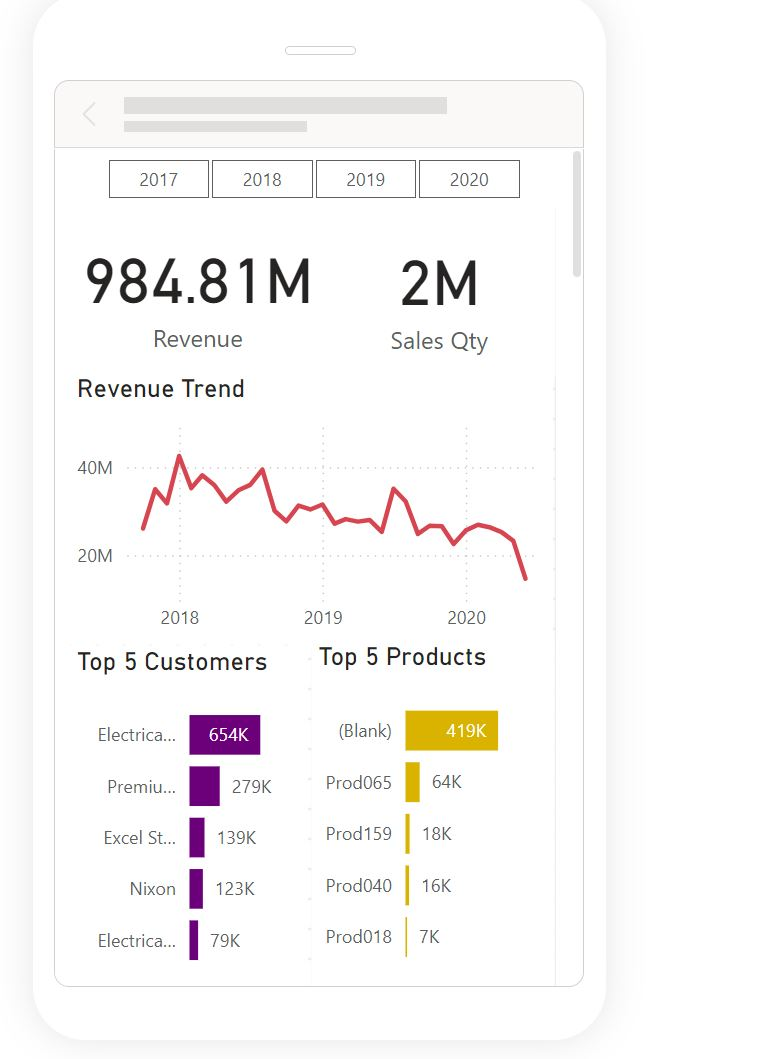 2017 2018 2019 2020
984.81M 2M
Revenue Sales Qty
Revenue Trend
40M
20M
2018 2019 2020
Top 5 Customers
Electrica... 654K
Premiu... 279K
Excel St... 139K
Nixon 123K
Electrica... 79K
Top 5 Products
(Blank) 419K
Prod065 64K
Prod159 18K
Prod040 16K
Prod018 7K